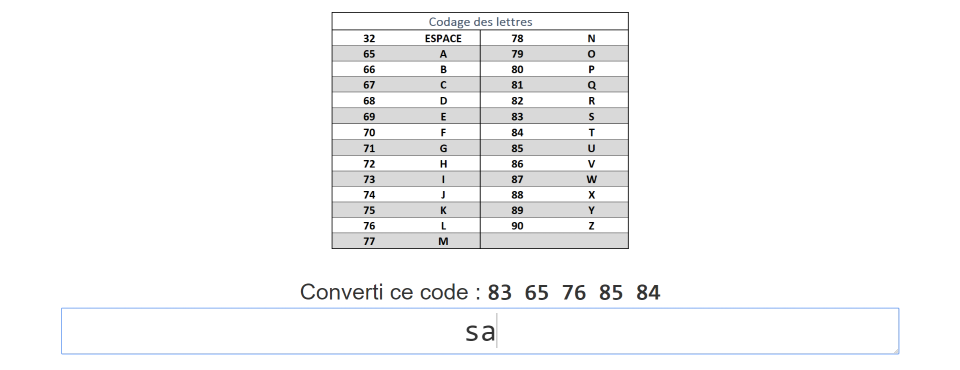 Codage des lettres
32 ESPACE 78 N
65 A 79 O
66 B 80 P
67 C 81 Q
68 D 82 R
69 E 83 S
70 F 84 T
71 G 85 U
72 H 86 V
73 I 87 W
74 J 88 X
75 K 89 Y
76 L 90 Z
77 M
Converti ce code : 83 65 76 85 84
sa